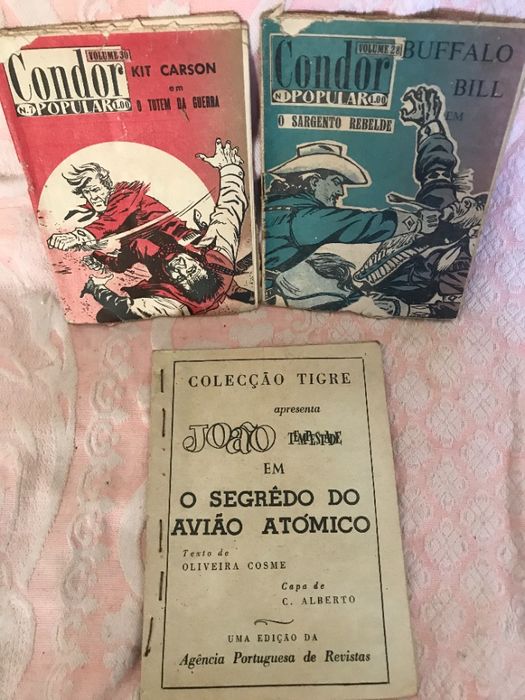 VOLUME 30
Condor
POPULAR
1.00
KIT CARSON
em
O TOTEM DA GUERRA
VOLUME 28
Condor
POPULAR
1.00
BUFFALO
BILL
EM
O SARGENTO REBELDE
COLECÇÃO TIGRE
apresenta
JOÃO TEMPESTADE
EM
O SEGRÊDO DO
AVIÃO ATÓMICO
Texto de
OLIVEIRA COSME
Capa de
C. ALBERTO
UMA EDIÇÃO DA
Agência Portuguesa de Revistas